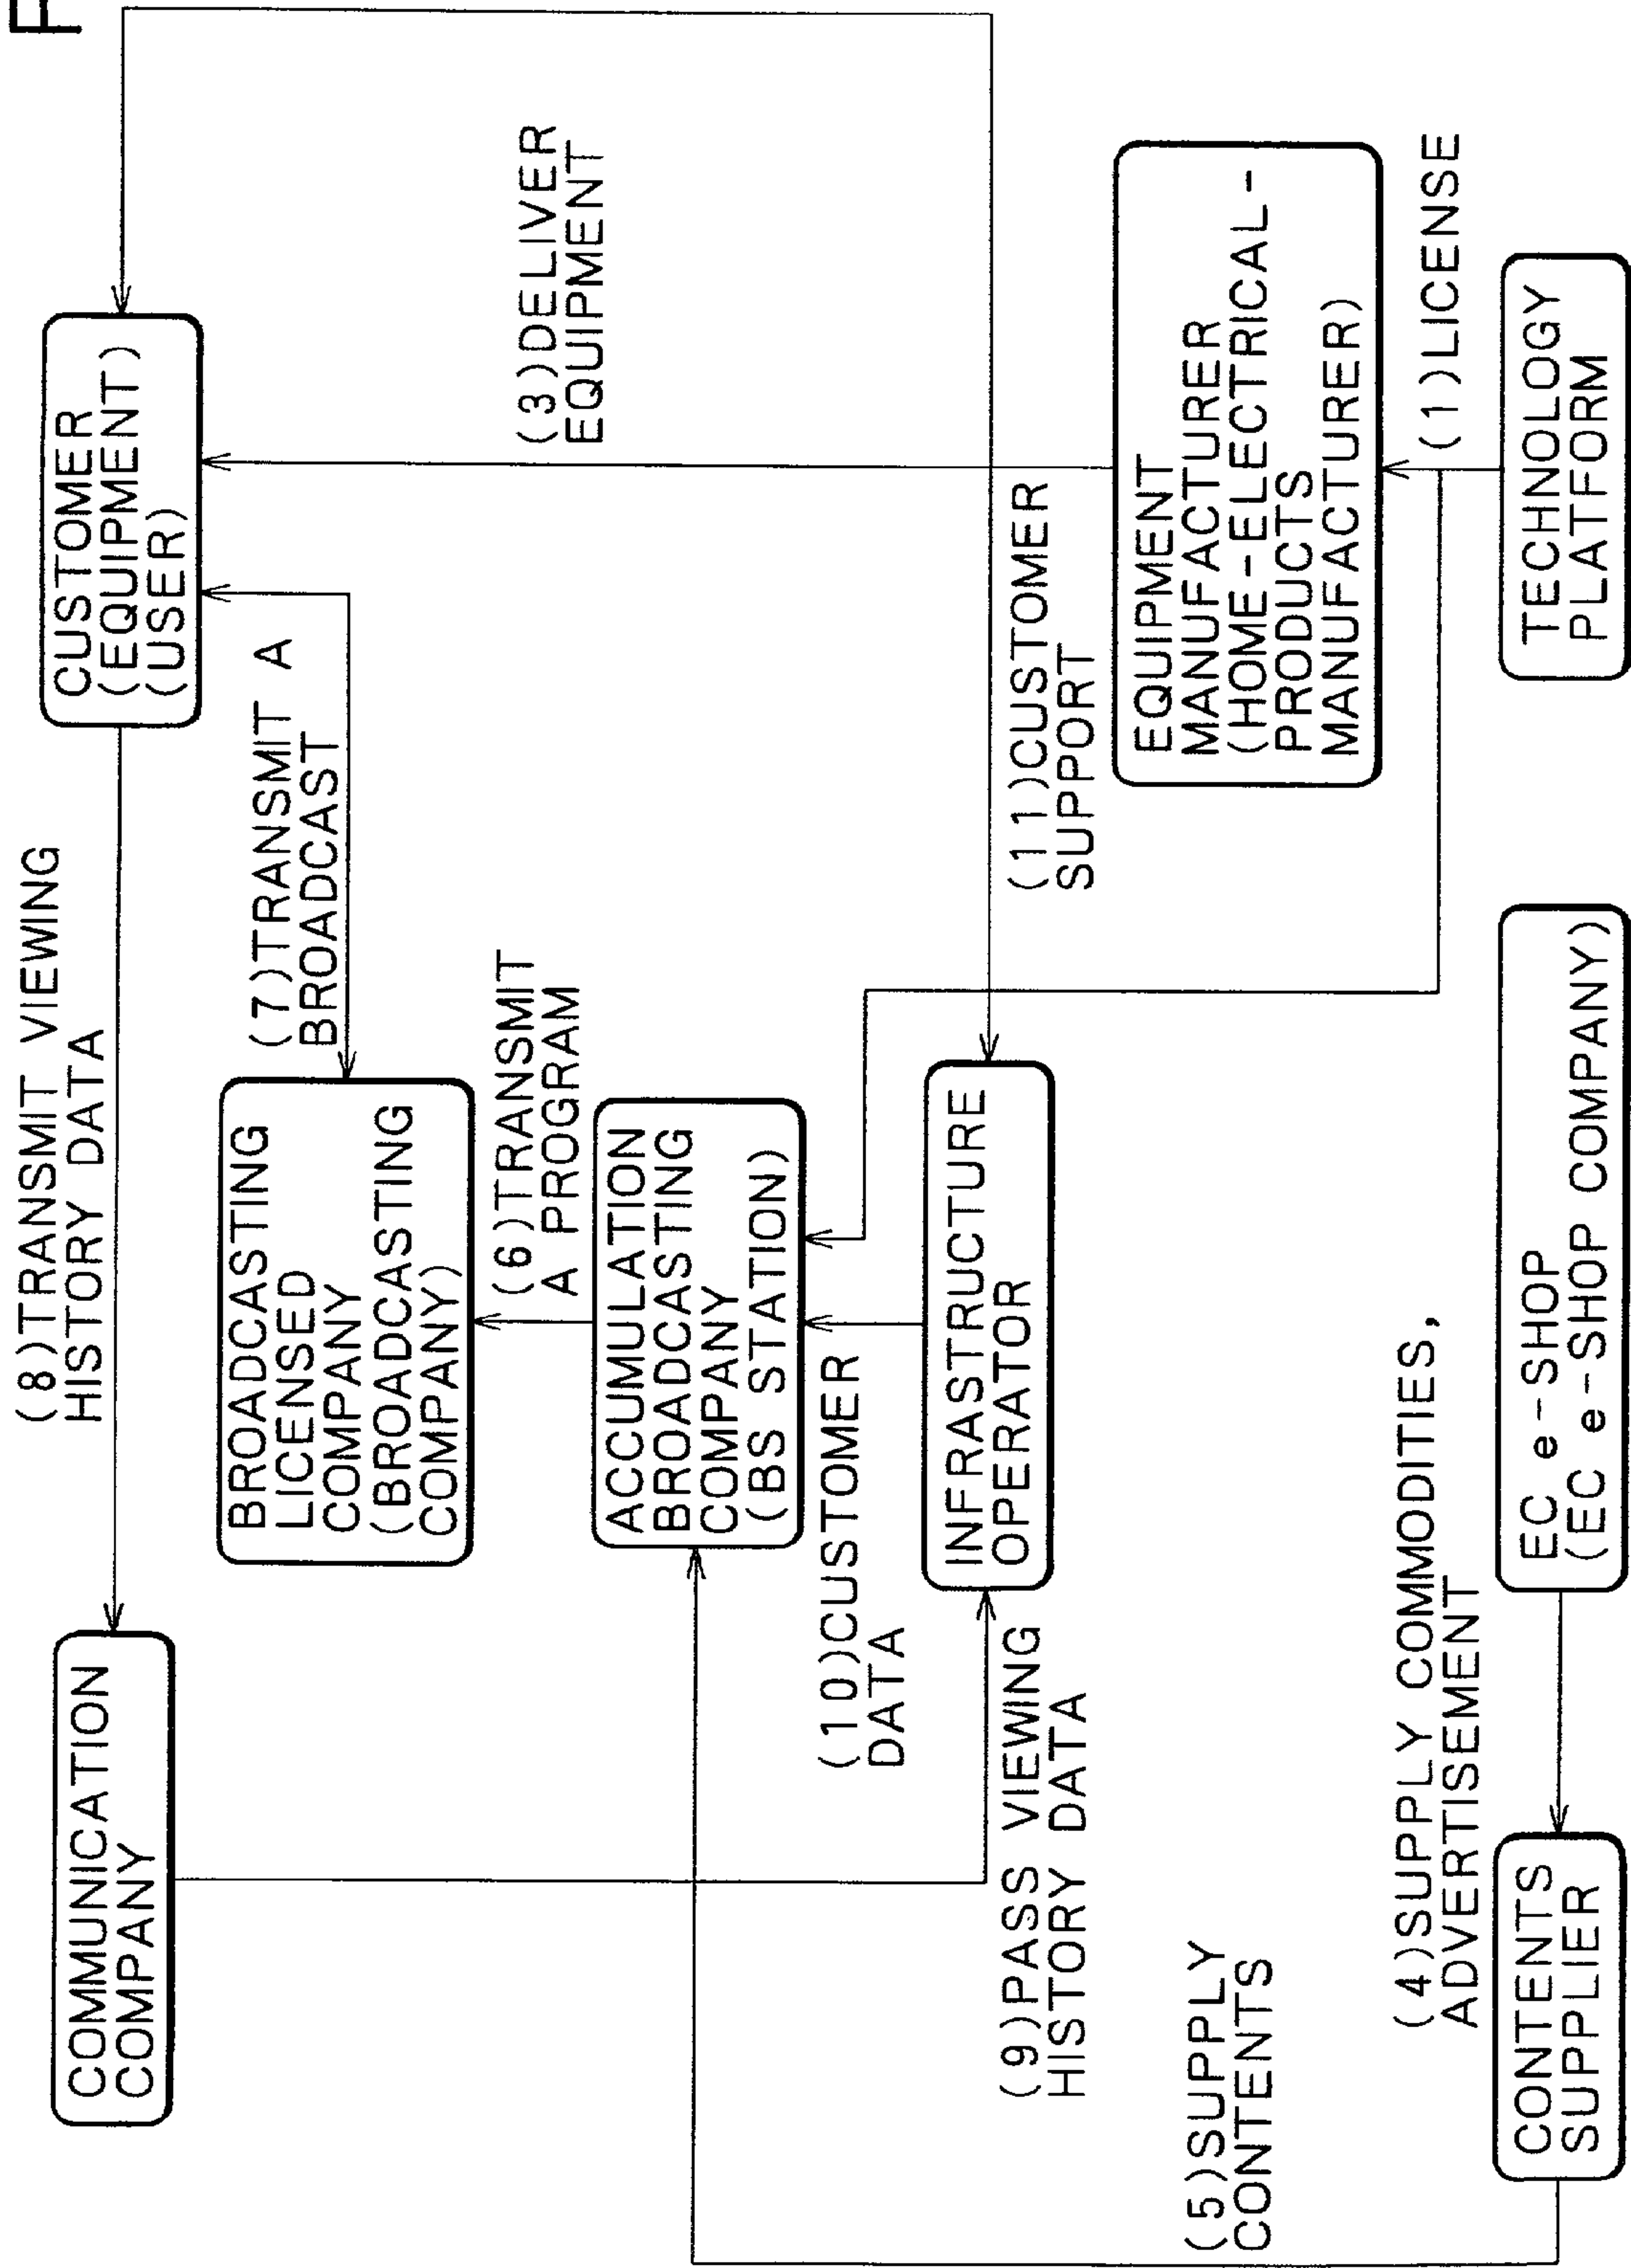 F
(8)TRANSMIT VIEWING
HISTORY DATA
COMMUNICATION
COMPANY
CUSTOMER
(EQUIPMENT)
(USER)
(7)TRANSMIT A
BROADCAST
BROADCASTING
LICENSED
COMPANY
(BROADCASTING
COMPANY)
(3)DELIVER
EQUIPMENT
(6)TRANSMIT
A PROGRAM
ACCUMULATION
BROADCASTING
COMPANY
(BS STATION)
(10)CUSTOMER
DATA
INFRASTRUCTURE
OPERATOR
(11)CUSTOMER
SUPPORT
(9)PASS VIEWING
HISTORY DATA
EQUIPMENT
MANUFACTURER
(HOME-ELECTRICAL-
PRODUCTS
MANUFACTURER)
(5)SUPPLY
CONTENTS
(1)LICENSE
(4)SUPPLY COMMODITIES,
ADVERTISEMENT
CONTENTS
SUPPLIER
EC e-SHOP
(EC e-SHOP COMPANY)
TECHNOLOGY
PLATFORM